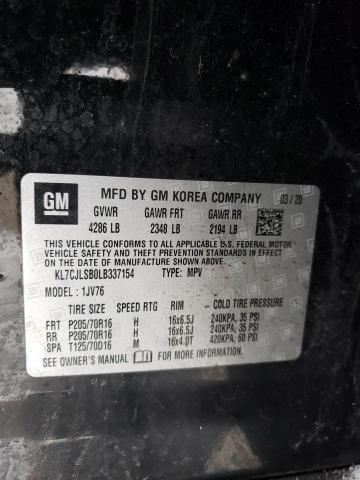 GM
MFD BY GM KOREA COMPANY 03/20
GVWR GAWR FRT GAWR RR
4286 LB 2348 LB 2194 LB
THIS VEHICLE CONFORMS TO ALL APPLICABLE U.S. FEDERAL MOTOR
VEHICLE SAFETY, BUMPER, AND THEFT PREVENTION STANDARDS IN
EFFECT ON THE DATE OF MANUFACTURE SHOWN ABOVE.
KL7CJLSB0LB337154 TYPE: MPV
MODEL: 1JV76
TIRE SIZE SPEED RTG RIM COLD TIRE PRESSURE
FRT P205/70R16 H 16x6.5J 240KPA, 35 PSI
RR P205/70R16 H 16x6.5J 240KPA, 35 PSI
SPA T125/70D16 M 16x4.0T 420KPA, 60 PSI
SEE OWNER'S MANUAL FOR ADDITIONAL INFORMATION.